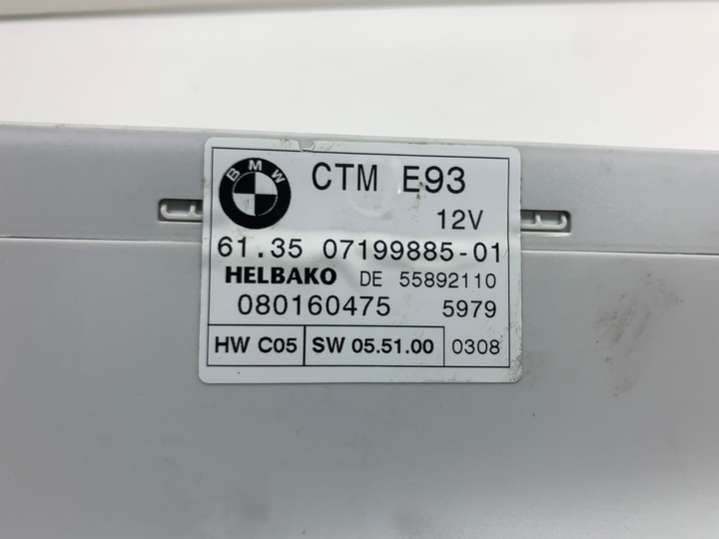 BMW
CTM E93
12V
61.35 07199885-01
HELBAKO DE 55892110
080160475 5979
HW C05 SW 05.51.00 0308